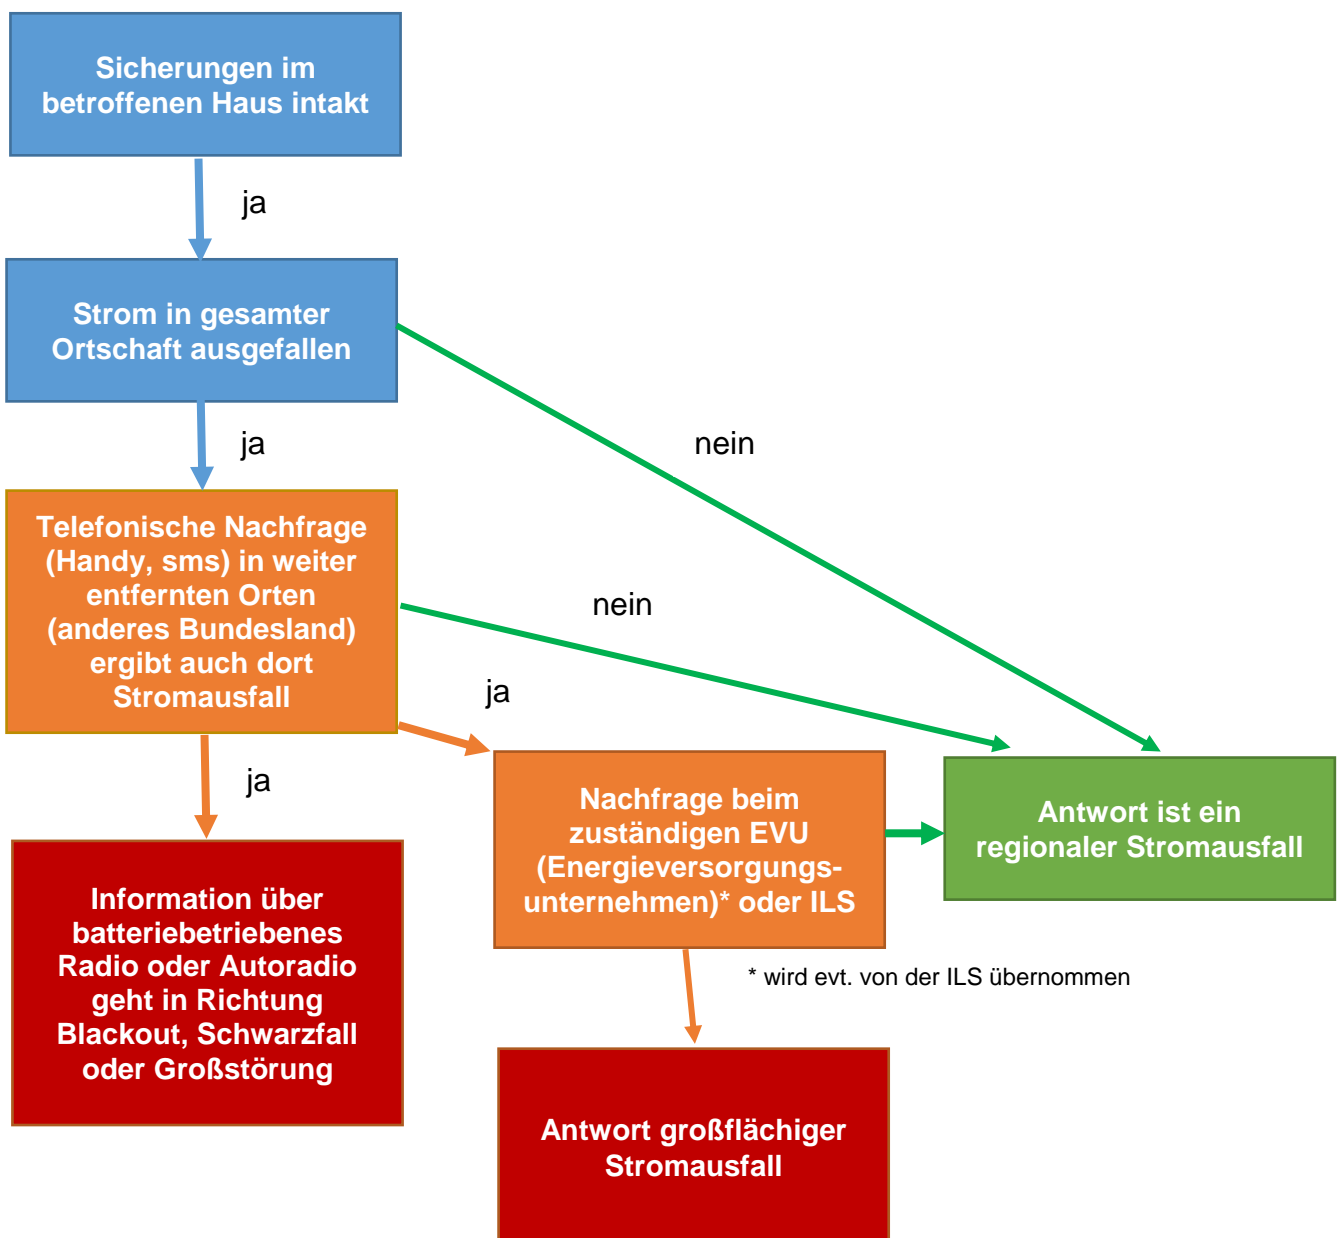 Sicherungen im
betroffenen Haus intakt
ja
Strom in gesamter
Ortschaft ausgefallen
ja
nein
Telefonische Nachfrage
(Handy, sms) in weiter
entfernten Orten
(anderes Bundesland)
ergibt auch dort
Stromausfall
nein
ja
ja
Nachfrage beim
zuständigen EVU
(Energieversorgungs-
unternehmen)* oder ILS
Antwort ist ein
regionaler Stromausfall
Information über
batteriebetriebenes
Radio oder Autoradio
geht in Richtung
Blackout, Schwarzfall
oder Großstörung
* wird evt. von der ILS übernommen
Antwort großflächiger
Stromausfall